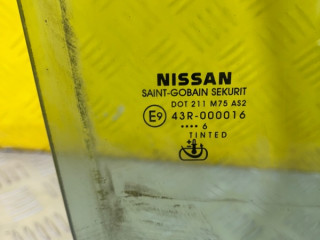 NISSAN
SAINT-GOBAIN SEKURIT
DOT 211 M75 AS2
E9 43R-000016
•••• 6
TINTED